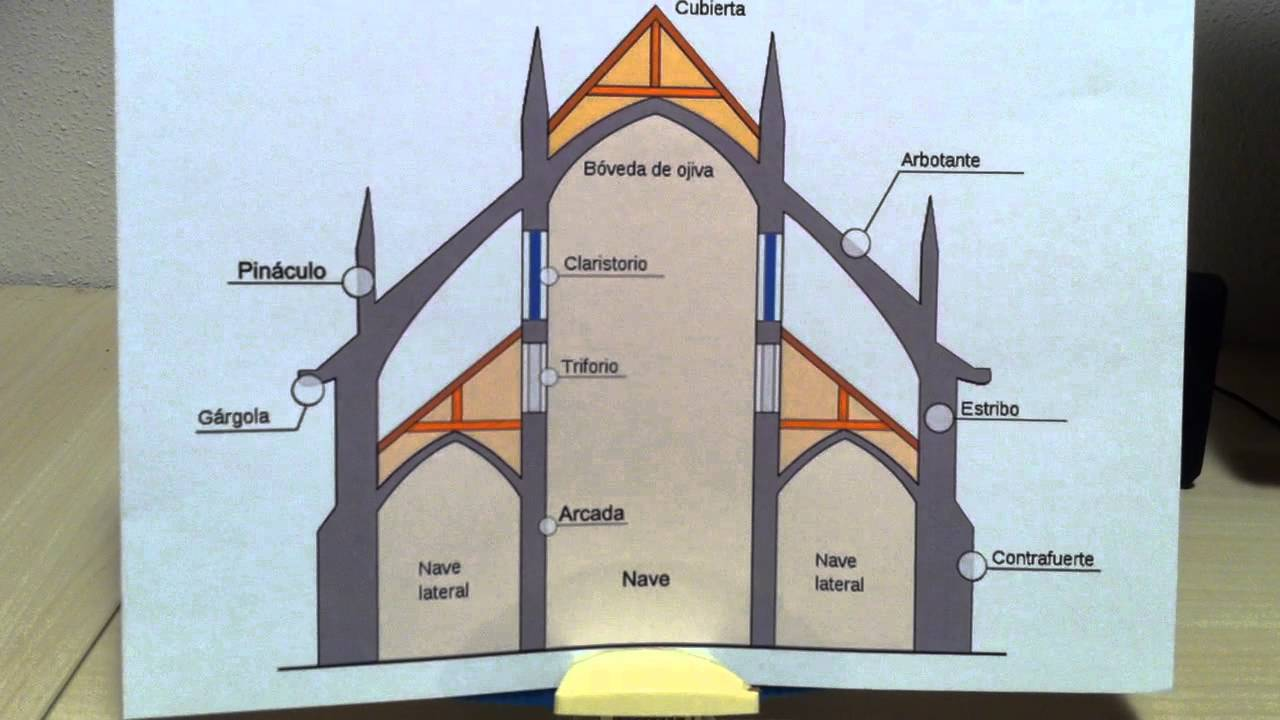 Cubierta
Bóveda de ojiva
Arbotante
Pináculo
Claristorio
Triforio
Gárgola
Estribo
Arcada
Nave
lateral
Nave
Nave
lateral
Contrafuerte